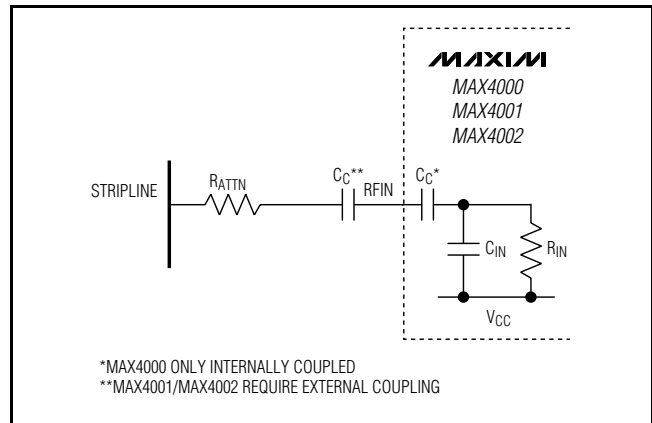 MAXIM
MAX4000
MAX4001
MAX4002
STRIPLINE
RATTN
CC**
RFIN
CC*
CIN
RIN
VCC
*MAX4000 ONLY INTERNALLY COUPLED
**MAX4001/MAX4002 REQUIRE EXTERNAL COUPLING